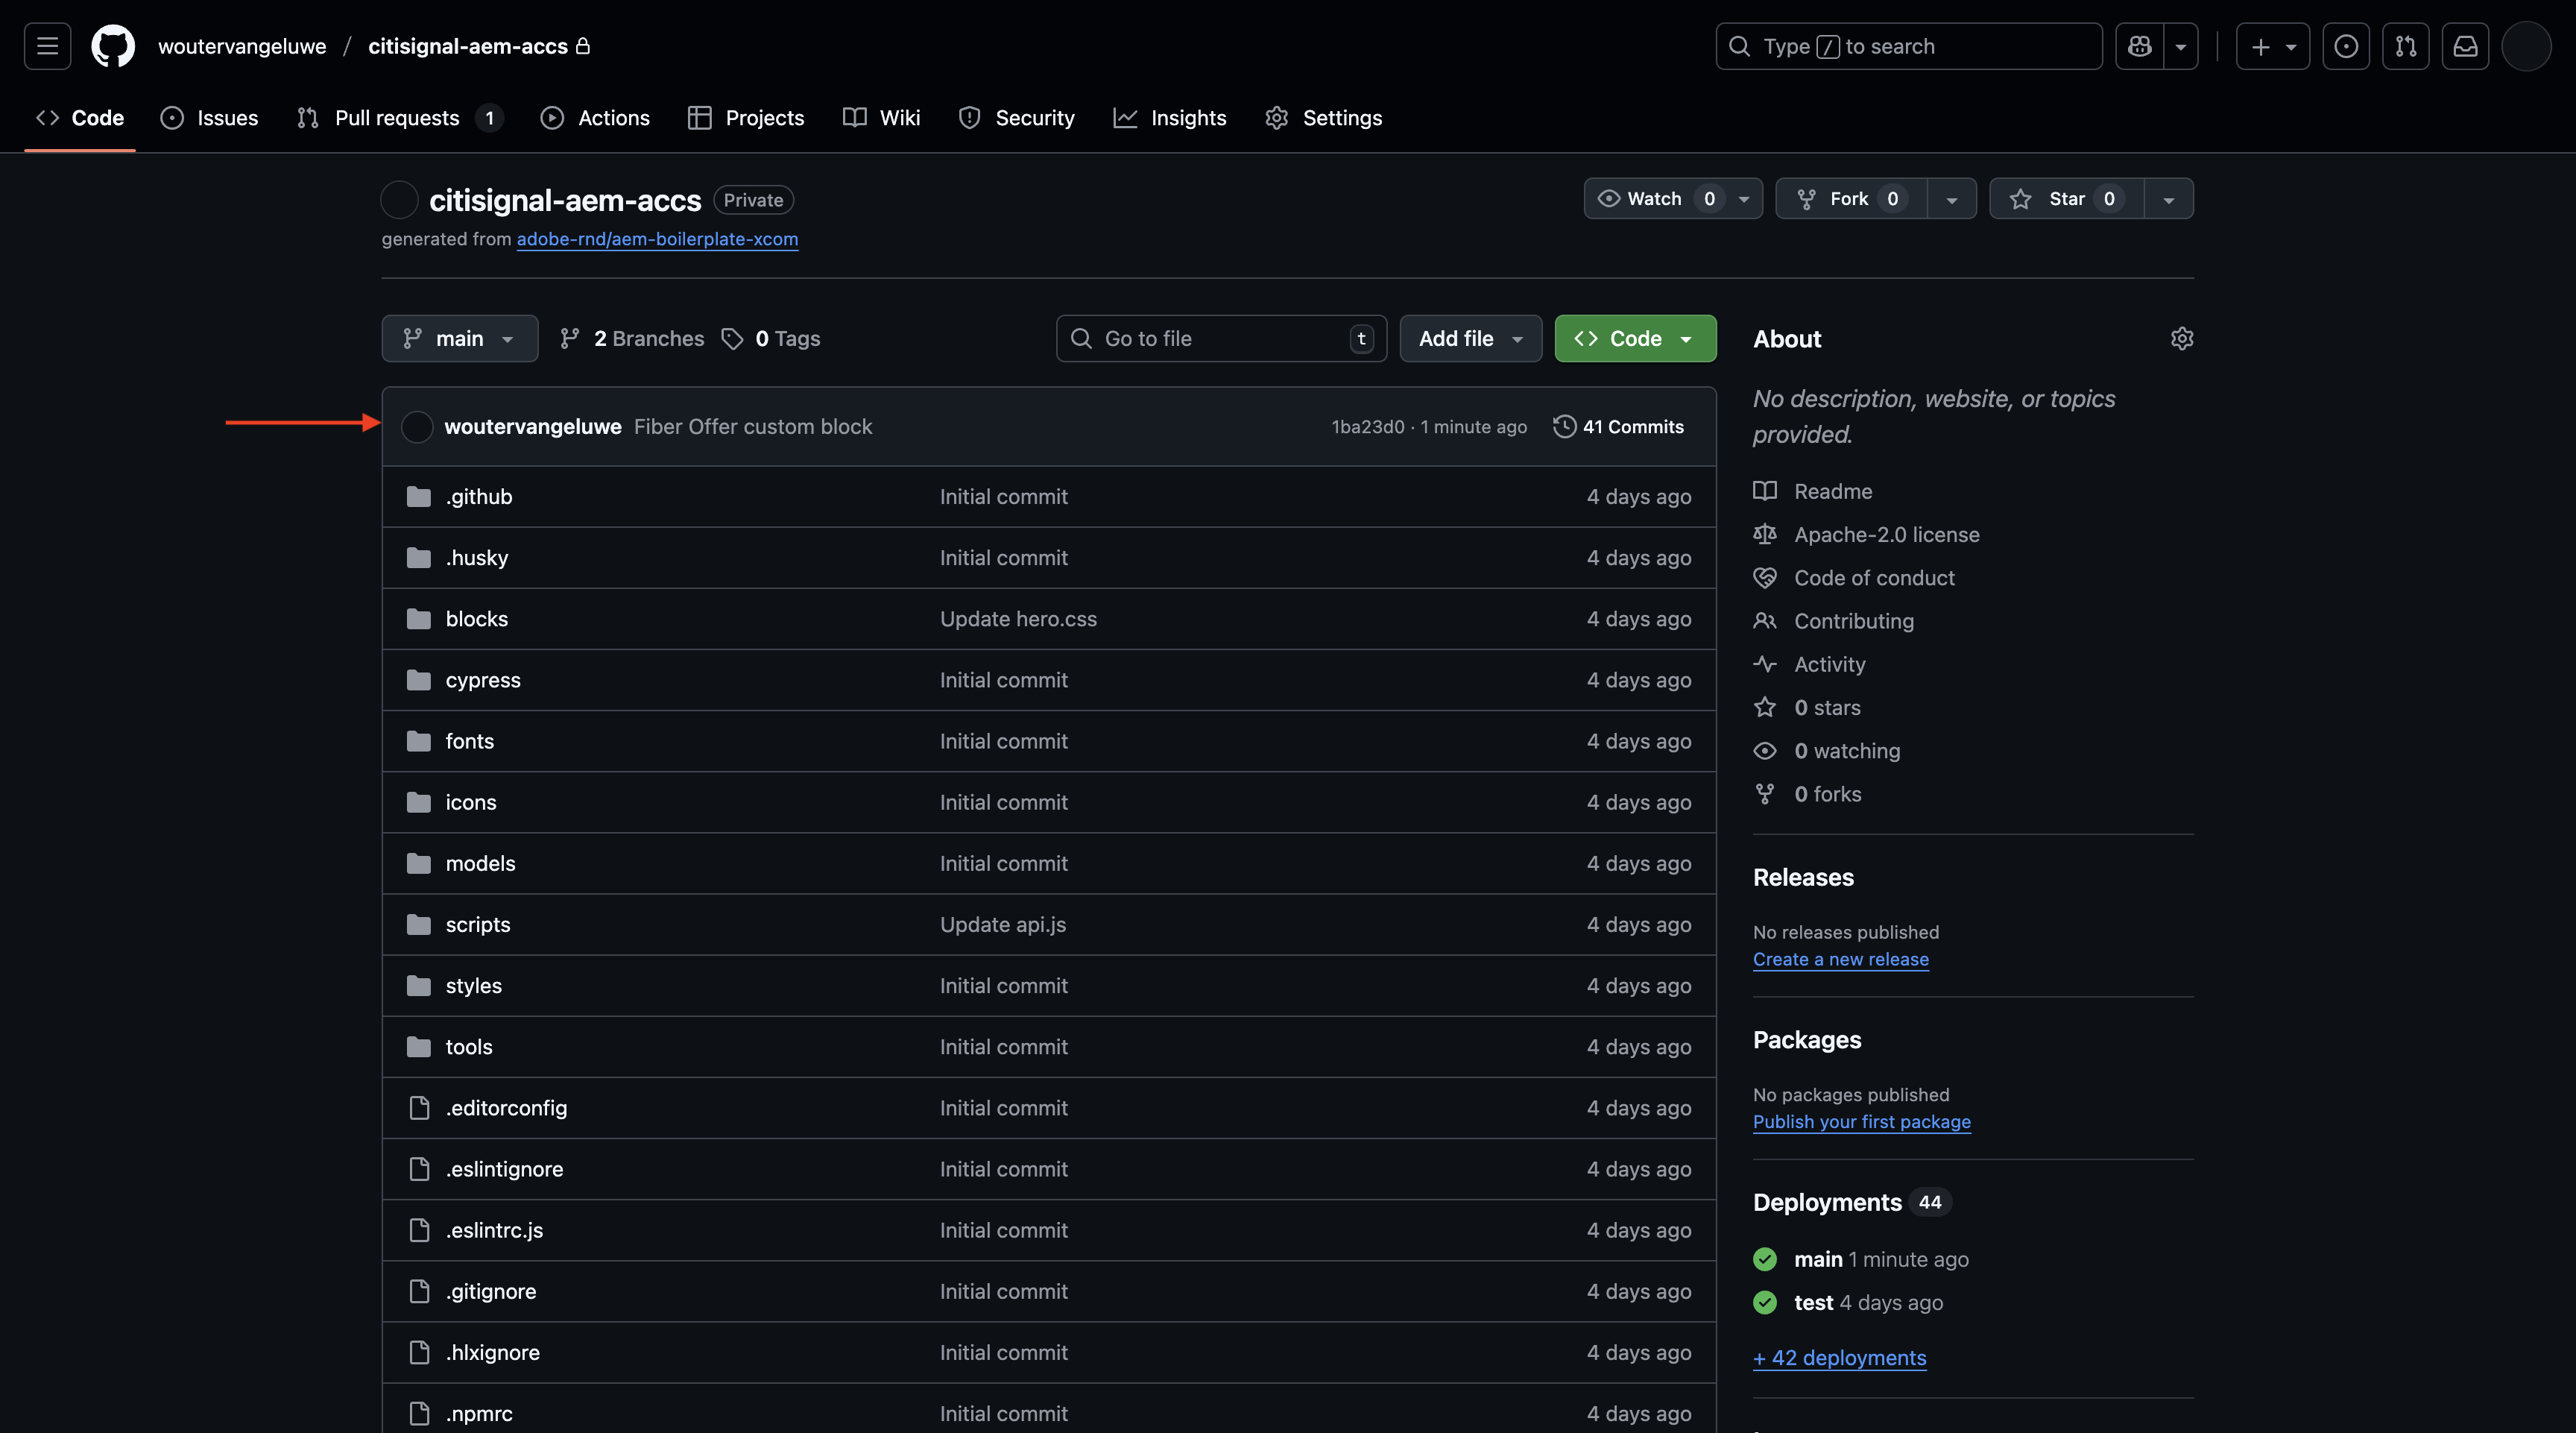 woutervangeluwe / citisignal-aem-accs
Type / to search
Code
Issues
Pull requests 1
Actions
Projects
Wiki
Security
Insights
Settings
citisignal-aem-accs Private
Watch 0
Fork 0
Star 0
generated from adobe-rnd/aem-boilerplate-xcom
main
2 Branches
0 Tags
Go to file t
Add file
Code
woutervangeluwe Fiber Offer custom block 1ba23d0 · 1 minute ago 41 Commits
.github Initial commit 4 days ago
.husky Initial commit 4 days ago
blocks Update hero.css 4 days ago
cypress Initial commit 4 days ago
fonts Initial commit 4 days ago
icons Initial commit 4 days ago
models Initial commit 4 days ago
scripts Update api.js 4 days ago
styles Initial commit 4 days ago
tools Initial commit 4 days ago
.editorconfig Initial commit 4 days ago
.eslintignore Initial commit 4 days ago
.eslintrc.js Initial commit 4 days ago
.gitignore Initial commit 4 days ago
.hlxignore Initial commit 4 days ago
.npmrc Initial commit 4 days ago
About
No description, website, or topics
provided.
Readme
Apache-2.0 license
Code of conduct
Contributing
Activity
0 stars
0 watching
0 forks
Releases
No releases published
Create a new release
Packages
No packages published
Publish your first package
Deployments 44
main 1 minute ago
test 4 days ago
+ 42 deployments